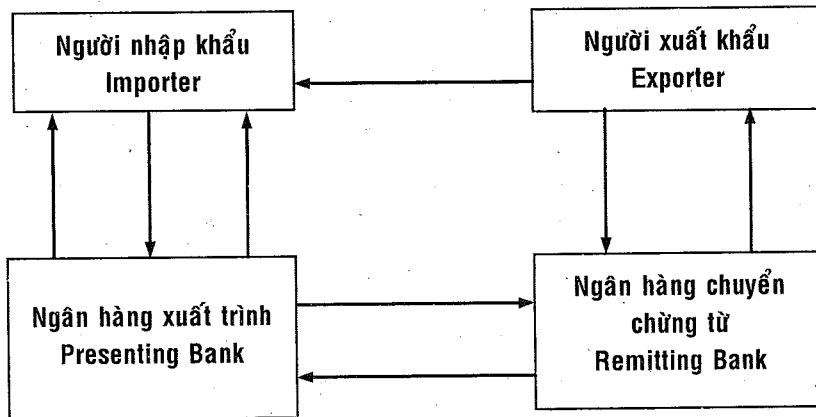 Người nhập khẩu
Importer
Người xuất khẩu
Exporter
Ngân hàng xuất trình
Presenting Bank
Ngân hàng chuyển
chừng từ
Remitting Bank